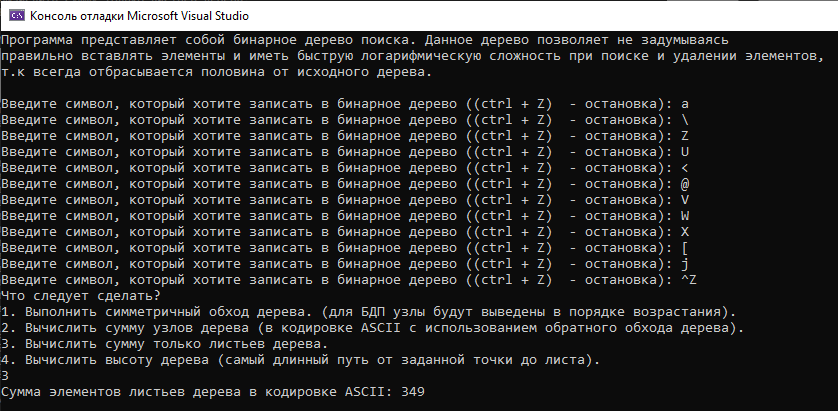 Консоль отладки Microsoft Visual Studio
Программа представляет собой бинарное дерево поиска. Данное дерево позволяет не задумываясь
правильно вставлять элементы и иметь быструю логарифмическую сложность при поиске и удалении элементов,
т.к всегда отбрасывается половина от исходного дерева.
Введите символ, который хотите записать в бинарное дерево ((ctrl + Z)  - остановка): a
Введите символ, который хотите записать в бинарное дерево ((ctrl + Z)  - остановка): \
Введите символ, который хотите записать в бинарное дерево ((ctrl + Z)  - остановка): Z
Введите символ, который хотите записать в бинарное дерево ((ctrl + Z)  - остановка): U
Введите символ, который хотите записать в бинарное дерево ((ctrl + Z)  - остановка): <
Введите символ, который хотите записать в бинарное дерево ((ctrl + Z)  - остановка): @
Введите символ, который хотите записать в бинарное дерево ((ctrl + Z)  - остановка): V
Введите символ, который хотите записать в бинарное дерево ((ctrl + Z)  - остановка): W
Введите символ, который хотите записать в бинарное дерево ((ctrl + Z)  - остановка): X
Введите символ, который хотите записать в бинарное дерево ((ctrl + Z)  - остановка): [
Введите символ, который хотите записать в бинарное дерево ((ctrl + Z)  - остановка): j
Введите символ, который хотите записать в бинарное дерево ((ctrl + Z)  - остановка): ^Z
Что следует сделать?
1. Выполнить симметричный обход дерева. (для БДП узлы будут выведены в порядке возрастания).
2. Вычислить сумму узлов дерева (в кодировке ASCII с использованием обратного обхода дерева).
3. Вычислить сумму только листьев дерева.
4. Вычислить высоту дерева (самый длинный путь от заданной точки до листа).
3
Сумма элементов листьев дерева в кодировке ASCII: 349